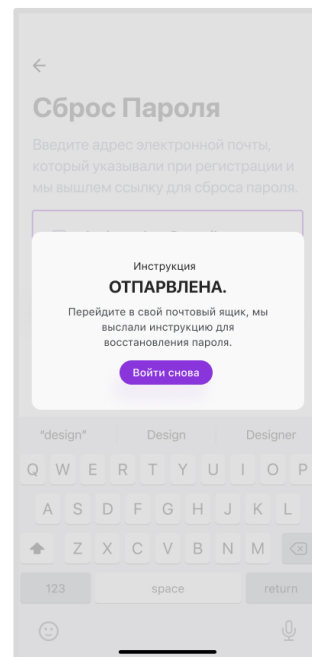 Сброс Пароля
Введите адрес электронной почты,
который указывали при регистрации и
мы вышлем ссылку для сброса пароля.
Инструкция
ОТПАРВЛЕНА.
Перейдите в свой почтовый ящик, мы
выслали инструкцию для
восстановления пароля.
Войти снова
"design" Design Designer
Q W E R T Y U I O P
A S D F G H J K L
Z X C V B N M
123 space return